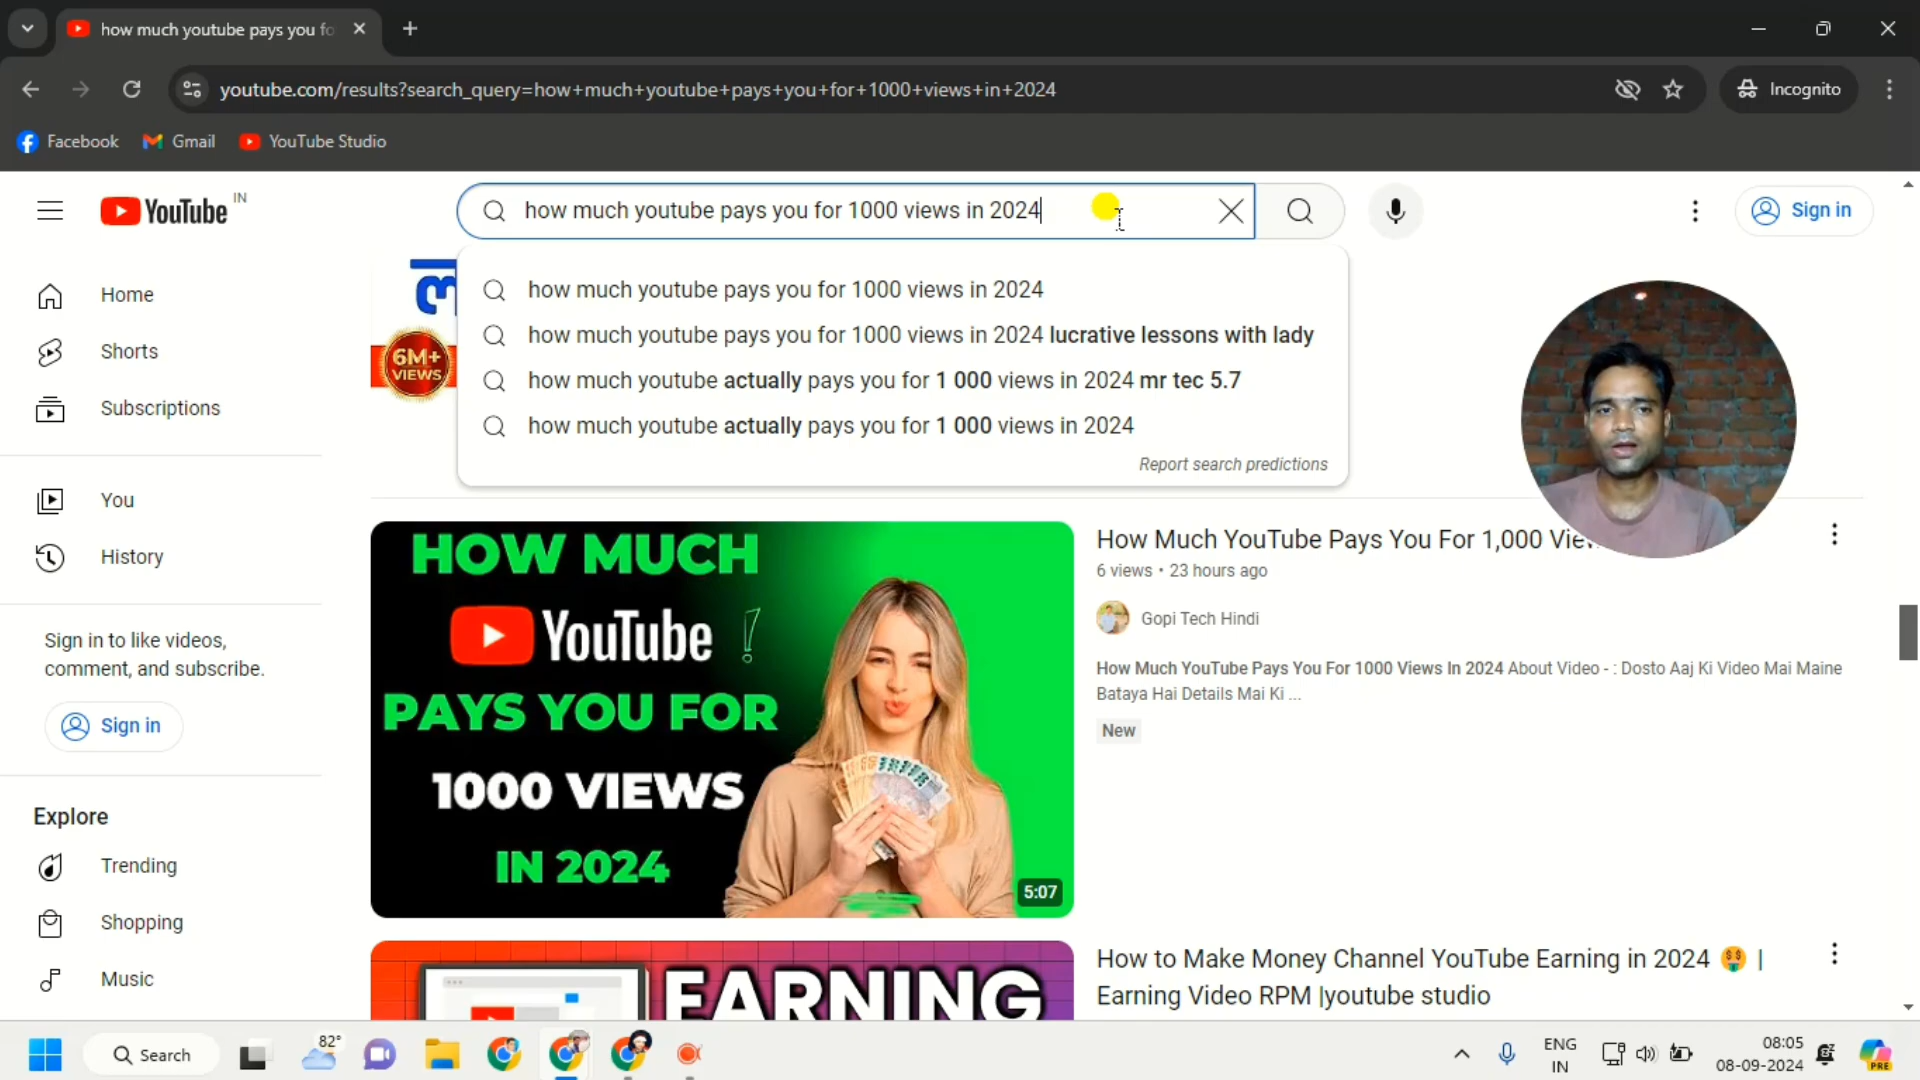 how much youtube pays you fo
youtube.com/results?search_query=how+much+youtube+pays+you+for+1000+views+in+2024
Incognito
Facebook
Gmail
YouTube Studio
YouTube
IN
how much youtube pays you for 1000 views in 2024
Sign in
how much youtube pays you for 1000 views in 2024
how much youtube pays you for 1000 views in 2024 lucrative lessons with lady
how much youtube actually pays you for 1 000 views in 2024 mr tec 5.7
how much youtube actually pays you for 1 000 views in 2024
Report search predictions
Home
Shorts
Subscriptions
You
History
Sign in to like videos,
comment, and subscribe.
Sign in
Explore
Trending
Shopping
Music
6M+
VIEWS
HOW MUCH
YouTube !
PAYS YOU FOR
1000 VIEWS
IN 2024
5:07
How Much YouTube Pays You For 1,000
6 views • 23 hours ago
Gopi Tech Hindi
How Much YouTube Pays You For 1000 Views In 2024 About Video - : Dosto Aaj Ki Video Mai Maine
Bataya Hai Details Mai Ki ...
New
EARNING
How to Make Money Channel YouTube Earning in 2024 🤑 |
Earning Video RPM |youtube studio
Search
82°
ENG
IN
08:05
08-09-2024
PRE